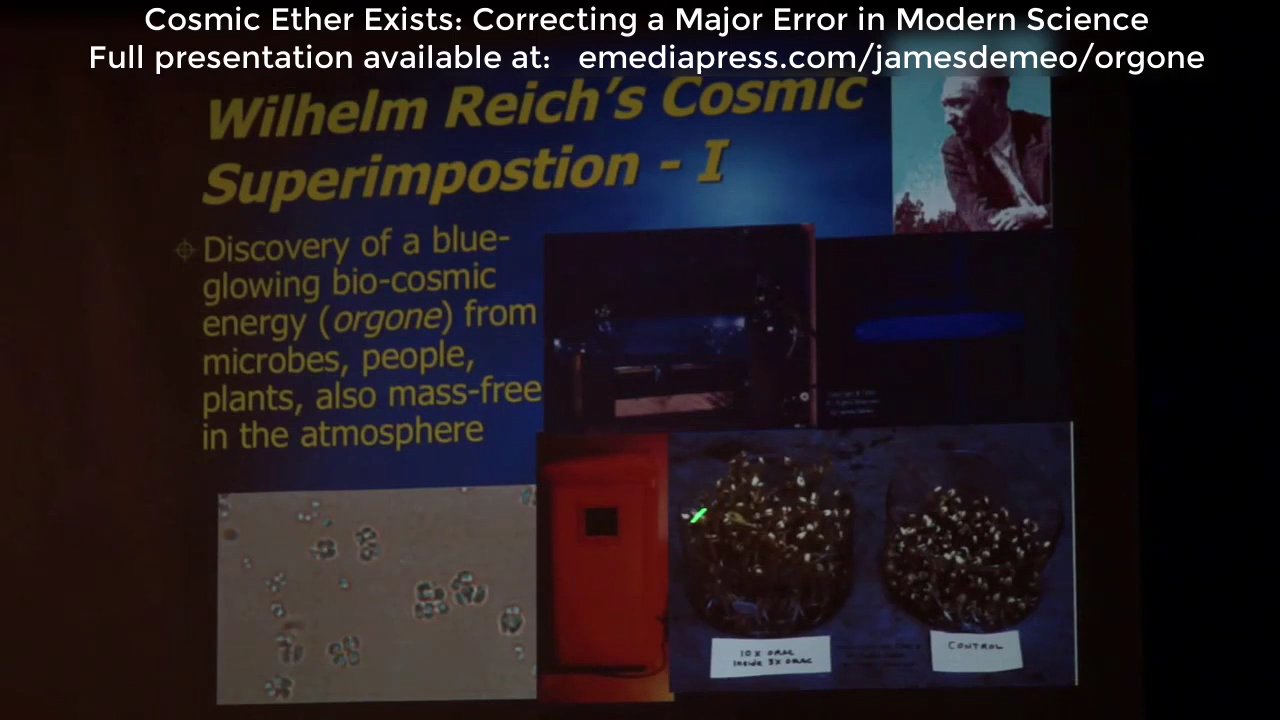 Cosmic Ether Exists: Correcting a Major Error in Modern Science
Full presentation available at: emediapress.com/jamesdemeo/orgone
Wilhelm Reich's Cosmic
Superimpostion - I
Discovery of a blue-
glowing bio-cosmic
energy (orgone) from
microbes, people,
plants, also mass-free
in the atmosphere
10X ORAC
Inside 3X ORAC
CONTROL